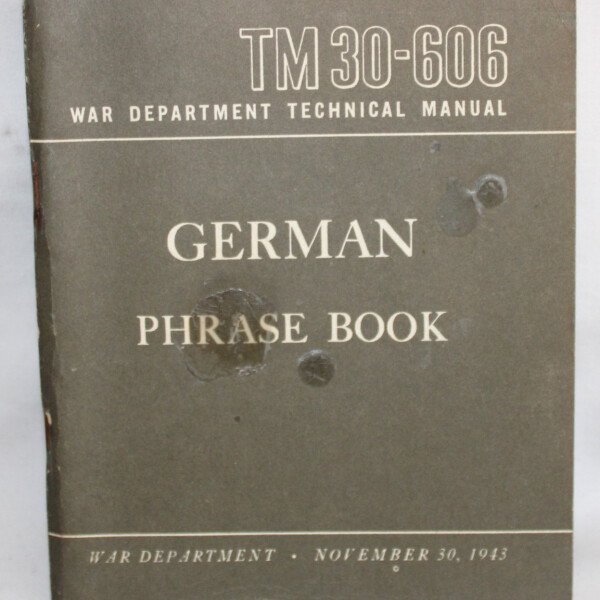 TM 30-606
WAR DEPARTMENT TECHNICAL MANUAL
GERMAN
PHRASE BOOK
WAR DEPARTMENT • NOVEMBER 30, 1943